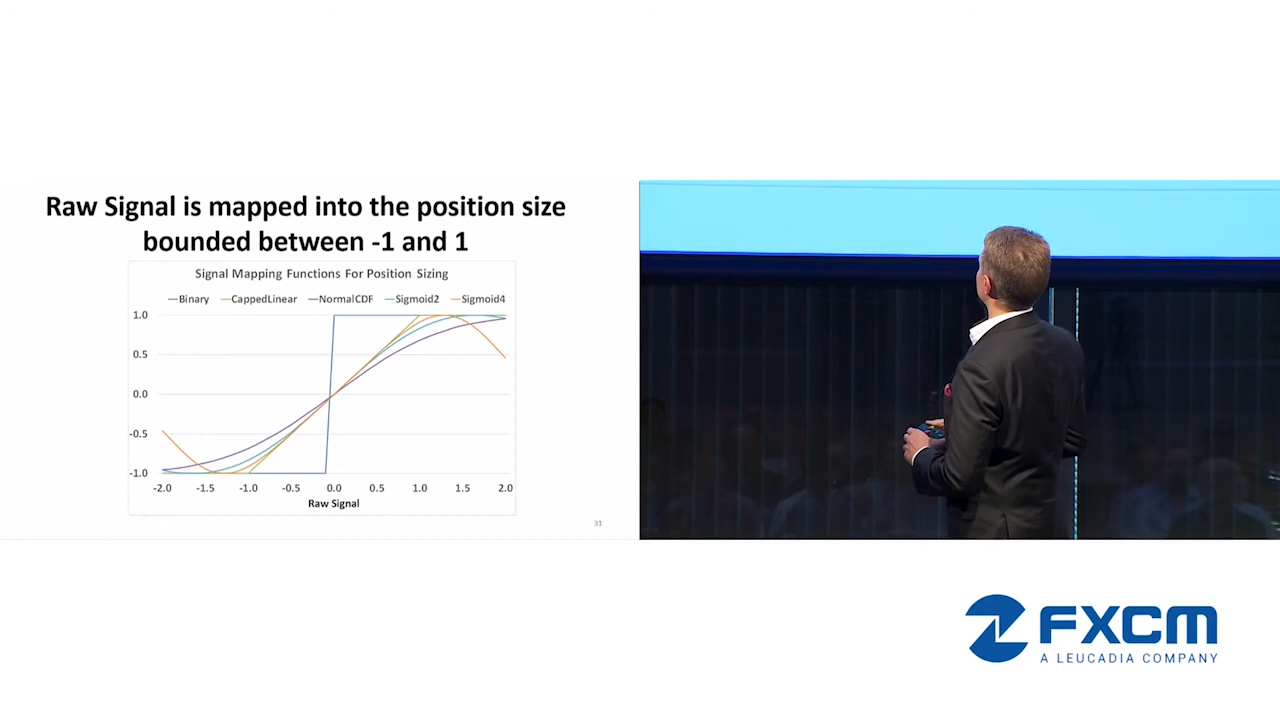 Raw Signal is mapped into the position size
bounded between -1 and 1
Signal Mapping Functions For Position Sizing
Binary CappedLinear NormalCDF Sigmoid2 Sigmoid4
1.0
0.5
0.0
-0.5
-1.0
-2.0 -1.5 -1.0 -0.5 0.0 0.5 1.0 1.5 2.0
Raw Signal
31
FXCM
A LEUCADIA COMPANY